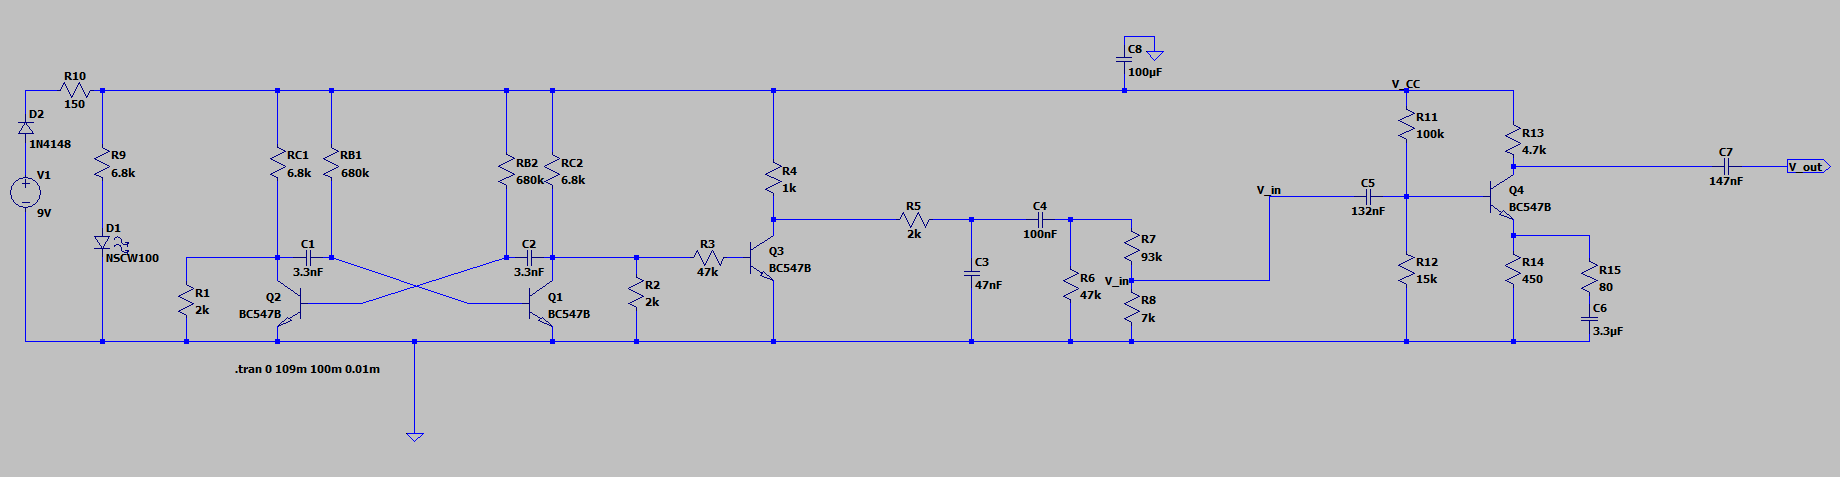 C8
100µF
R10
150
V_CC
D2
1N4148
R9
6.8k
RC1
6.8k
RB1
680k
RB2
680k
RC2
6.8k
R4
1k
R11
100k
R13
4.7k
V1
9V
C7
147nF
V_out
V_in
C5
132nF
Q4
BC547B
R5
2k
C4
100nF
D1
NSCW100
C1
3.3nF
C2
3.3nF
R3
47k
Q3
BC547B
C3
47nF
R6
47k
R7
93k
V_in
R8
7k
R12
15k
R14
450
R15
80
C6
3.3µF
R1
2k
Q2
BC547B
Q1
BC547B
R2
2k
.tran 0 109m 100m 0.01m